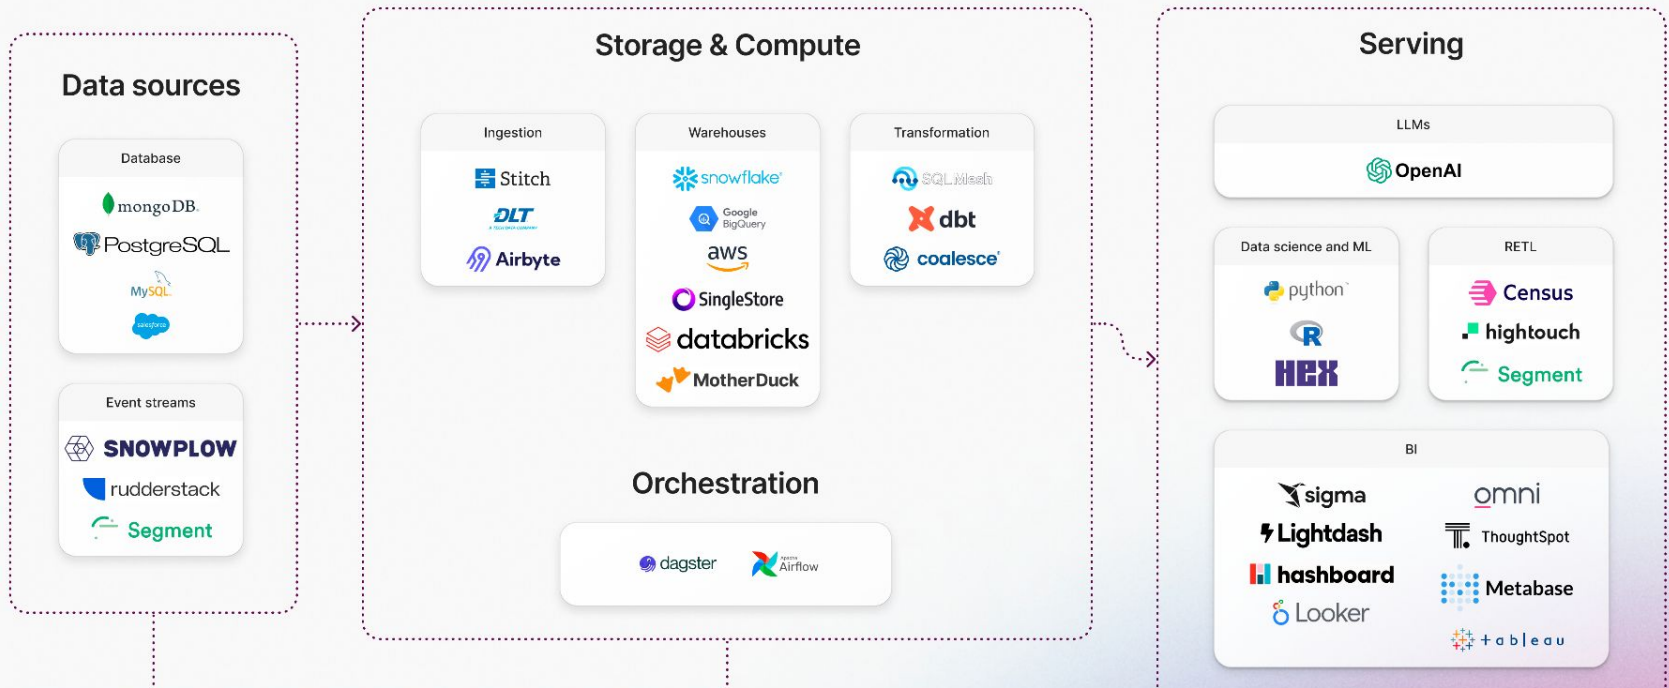 Data sources
Database
mongoDB.
PostgreSQL
MySQL
salesforce
Event streams
SNOWPLOW
rudderstack
Segment
Storage & Compute
Ingestion
Stitch
DLT
Airbyte
Warehouses
snowflake
Google
BigQuery
aws
SingleStore
databricks
MotherDuck
Transformation
SQLMesh
dbt
coalesce
Orchestration
dagster
Apache
Airflow
Serving
LLMs
OpenAI
Data science and ML
python
R
HEX
RETL
Census
hightouch
Segment
BI
sigma
Lightdash
hashboard
Looker
omni
T.
ThoughtSpot
Metabase
+ a b l e a u